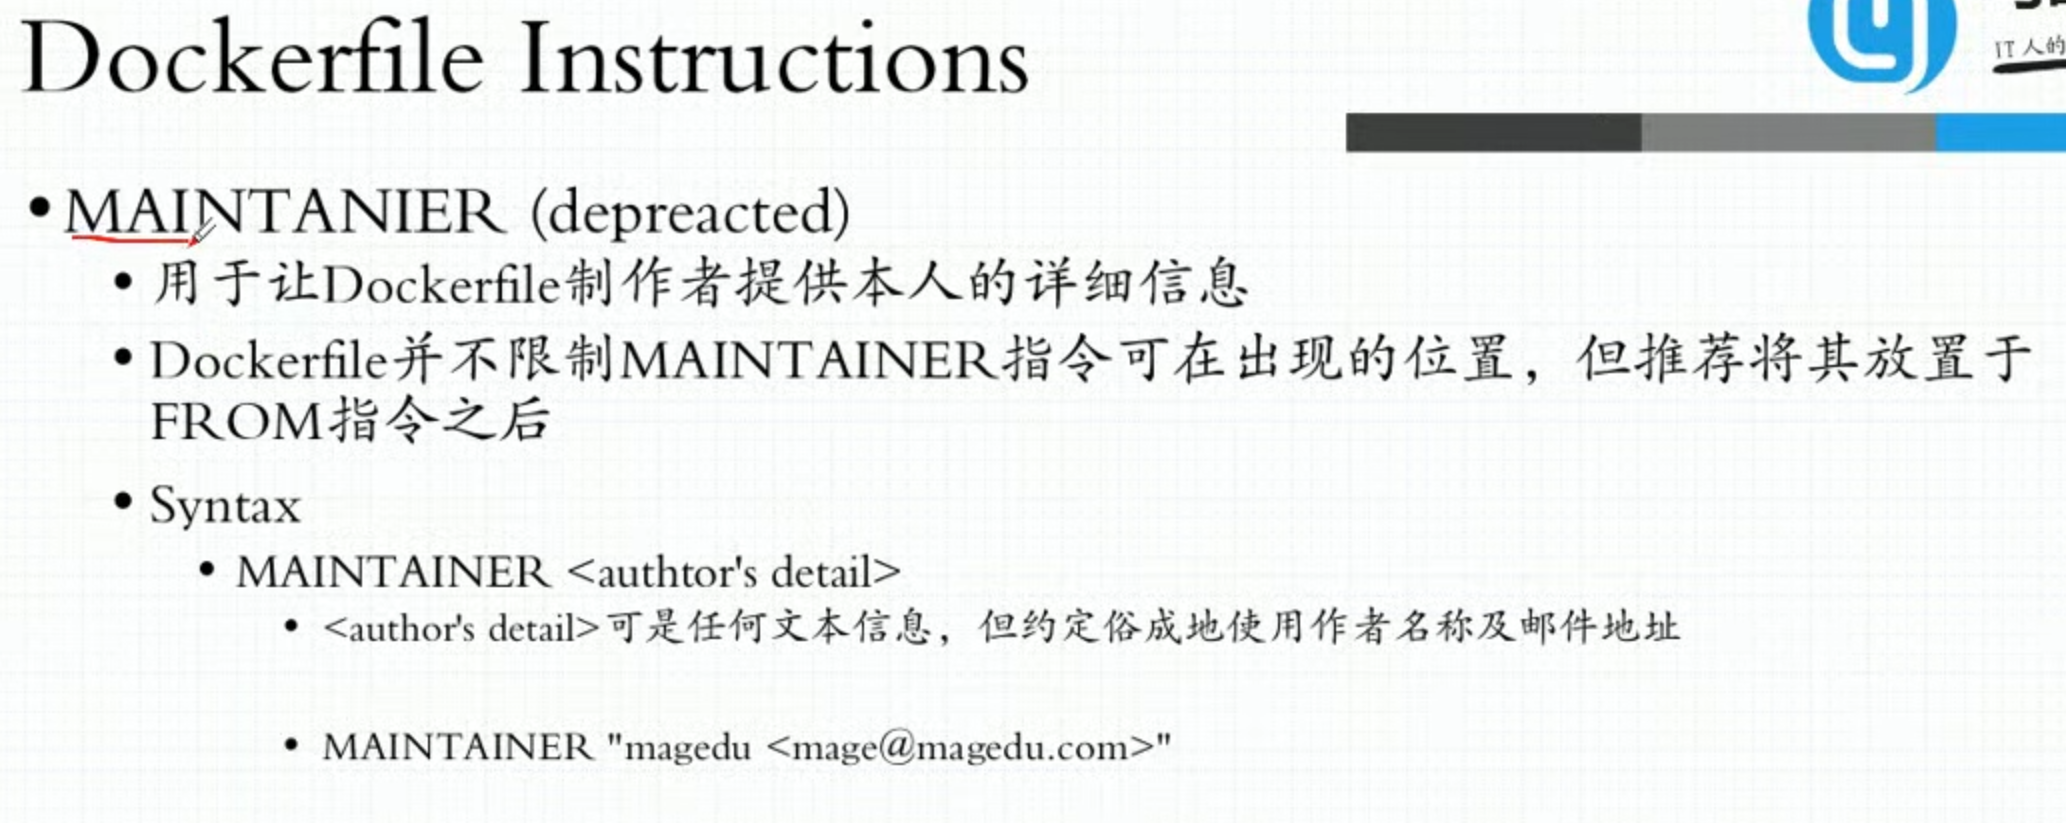 Dockerfile Instructions
IT人的
• MAINTANIER (depreacted)
• 用于让Dockerfile制作者提供本人的详细信息
• Dockerfile并不限制MAINTAINER指令可在出现的位置，但推荐将其放置于
FROM指令之后
• Syntax
• MAINTAINER <authtor's detail>
• <author's detail>可是任何文本信息，但约定俗成地使用作者名称及邮件地址
• MAINTAINER "magedu <mage@magedu.com>"